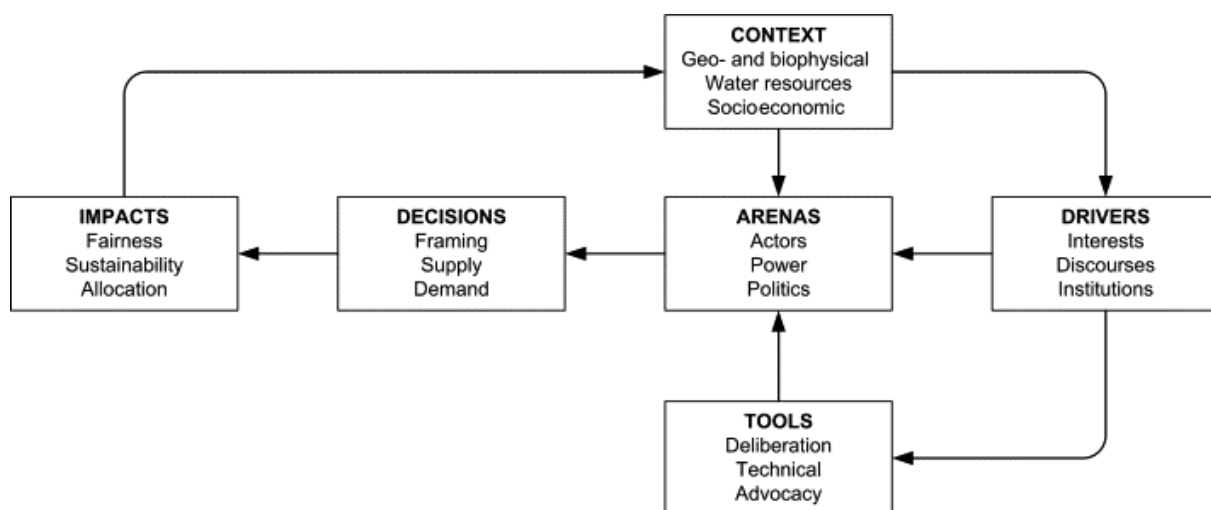 CONTEXT
Geo- and biophysical
Water resources
Socioeconomic
IMPACTS
Fairness
Sustainability
Allocation
DECISIONS
Framing
Supply
Demand
ARENAS
Actors
Power
Politics
DRIVERS
Interests
Discourses
Institutions
TOOLS
Deliberation
Technical
Advocacy